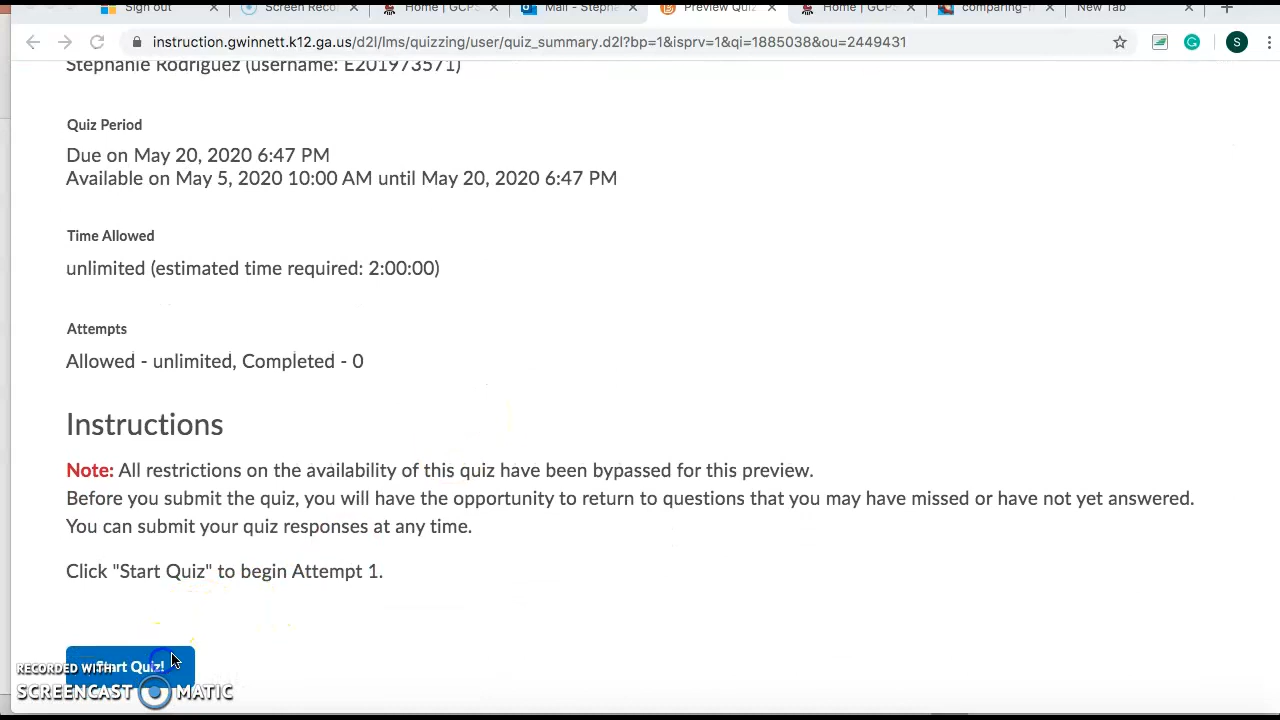 Sign out
Screen Reco
Home | GCPS
Mail - Stepha
Preview Quiz
Home | GCPS
comparing-f
New Tab
instruction.gwinnett.k12.ga.us/d2l/lms/quizzing/user/quiz_summary.d2l?bp=1&isprv=1&qi=1885038&ou=2449431
S
Stephanie Rodriguez (username: E201973571)
Quiz Period
Due on May 20, 2020 6:47 PM
Available on May 5, 2020 10:00 AM until May 20, 2020 6:47 PM
Time Allowed
unlimited (estimated time required: 2:00:00)
Attempts
Allowed - unlimited, Completed - 0
Instructions
Note: All restrictions on the availability of this quiz have been bypassed for this preview.
Before you submit the quiz, you will have the opportunity to return to questions that you may have missed or have not yet answered.
You can submit your quiz responses at any time.
Click "Start Quiz" to begin Attempt 1.
Start Quiz!
RECORDED WITH
SCREENCAST MATIC